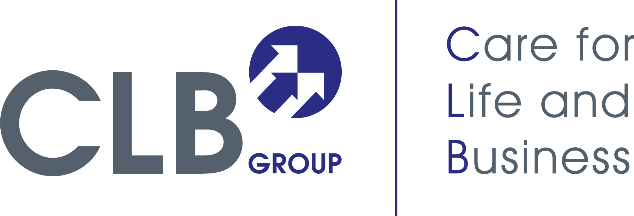 CLB
GROUP
Care for
Life and
Business